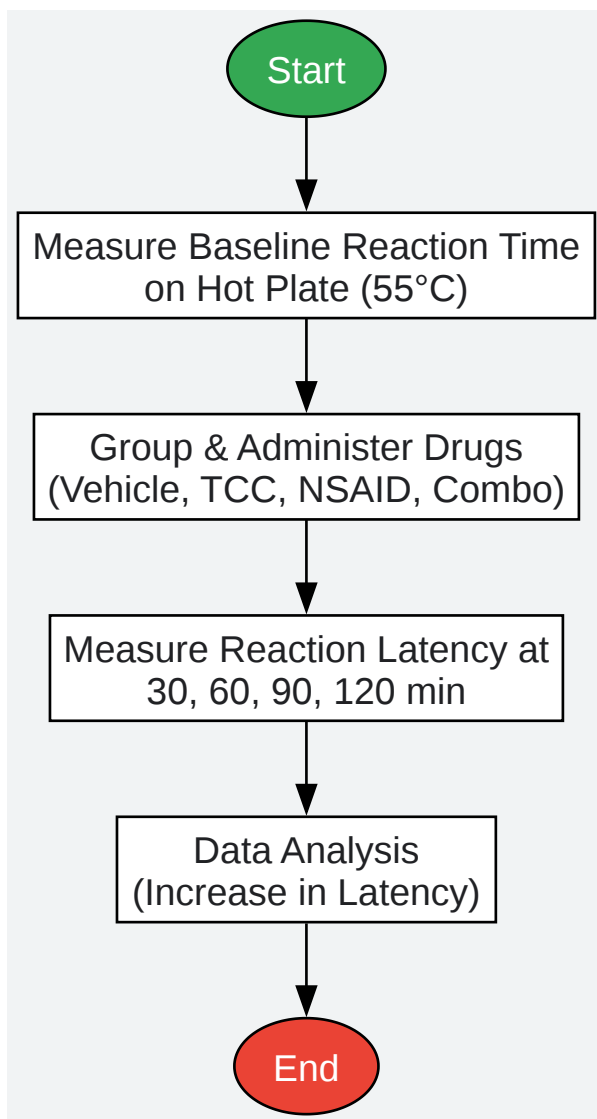 Start
Measure Baseline Reaction Time
on Hot Plate (55°C)
Group & Administer Drugs
(Vehicle, TCC, NSAID, Combo)
Measure Reaction Latency at
30, 60, 90, 120 min
Data Analysis
(Increase in Latency)
End